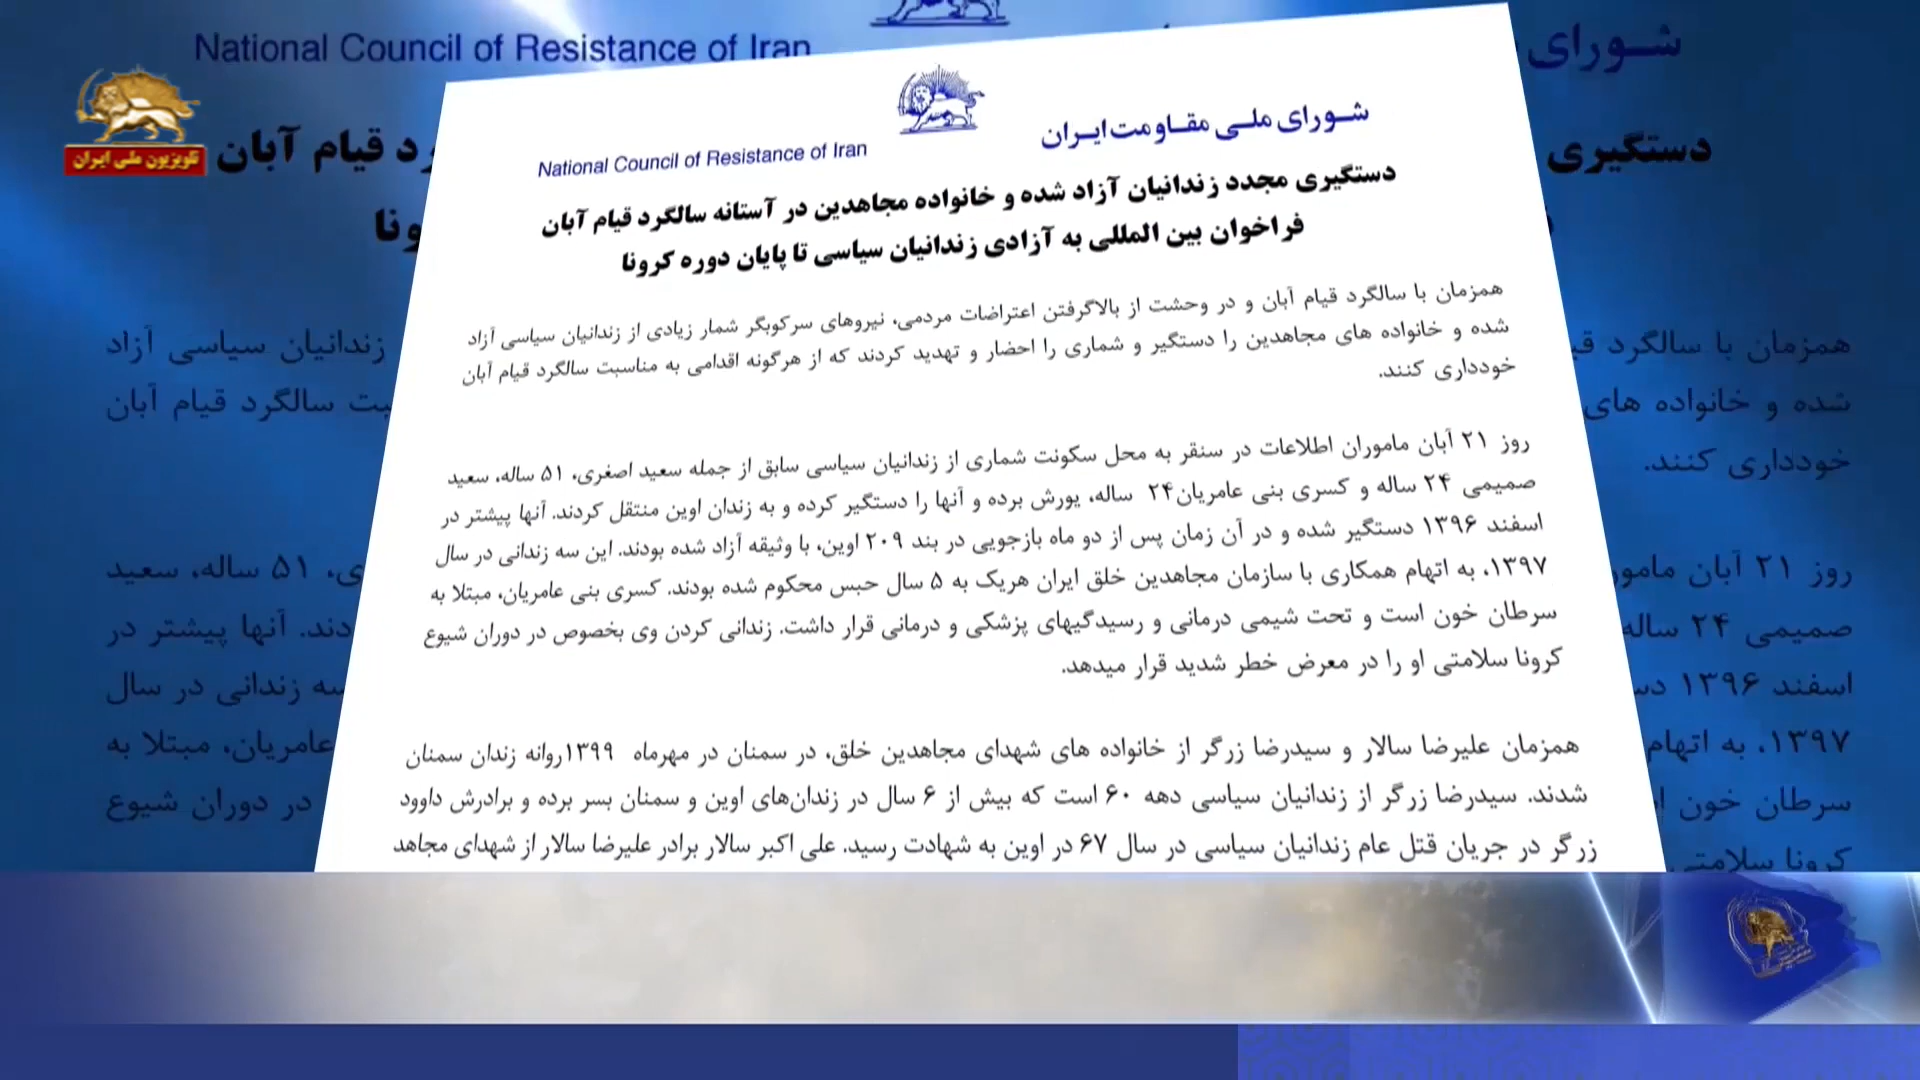 National Council of Resistance of Iran
شـورای
تلویزیون ملی ایران
شـورای ملـی مقـاومت ایـران
National Council of Resistance of Iran
دستگیری مجدد زندانیان آزاد شده و خانواده مجاهدین در آستانه سالگرد قیام آبان
فراخوان بین المللی به آزادی زندانیان سیاسی تا پایان دوره کرونا
همزمان با سالگرد قیام آبان و در وحشت از بالاگرفتن اعتراضات مردمی، نیروهای سرکوبگر شمار زیادی از زندانیان سیاسی آزاد
شده و خانواده های مجاهدین را دستگیر و شماری را احضار و تهدید کردند که از هرگونه اقدامی به مناسبت سالگرد قیام آبان
خودداری کنند.
روز ۲۱ آبان ماموران اطلاعات در سنقر به محل سکونت شماری از زندانیان سیاسی سابق از جمله سعید اصغری، ۵۱ ساله، سعید
صمیمی ۲۴ ساله و کسری بنی عامریان۲۴ ساله، یورش برده و آنها را دستگیر کرده و به زندان اوین منتقل کردند. آنها پیشتر در
اسفند ۱۳۹۶ دستگیر شده و در آن زمان پس از دو ماه بازجویی در بند ۲۰۹ اوین، با وثیقه آزاد شده بودند. این سه زندانی در سال
۱۳۹۷، به اتهام همکاری با سازمان مجاهدین خلق ایران هریک به ۵ سال حبس محکوم شده بودند. کسری بنی عامریان، مبتلا به
سرطان خون است و تحت شیمی درمانی و رسیدگیهای پزشکی و درمانی قرار داشت. زندانی کردن وی بخصوص در دوران شیوع
کرونا سلامتی او را در معرض خطر شدید قرار میدهد.
همزمان علیرضا سالار و سیدرضا زرگر از خانواده های شهدای مجاهدین خلق، در سمنان در مهرماه ۱۳۹۹روانه زندان سمنان
شدند. سیدرضا زرگر از زندانیان سیاسی دهه ۶۰ است که بیش از ۶ سال در زندان‌های اوین و سمنان بسر برده و برادرش داوود
زرگر در جریان قتل عام زندانیان سیاسی در سال ۶۷ در اوین به شهادت رسید. علی اکبر سالار برادر علیرضا سالار از شهدای مجاهد